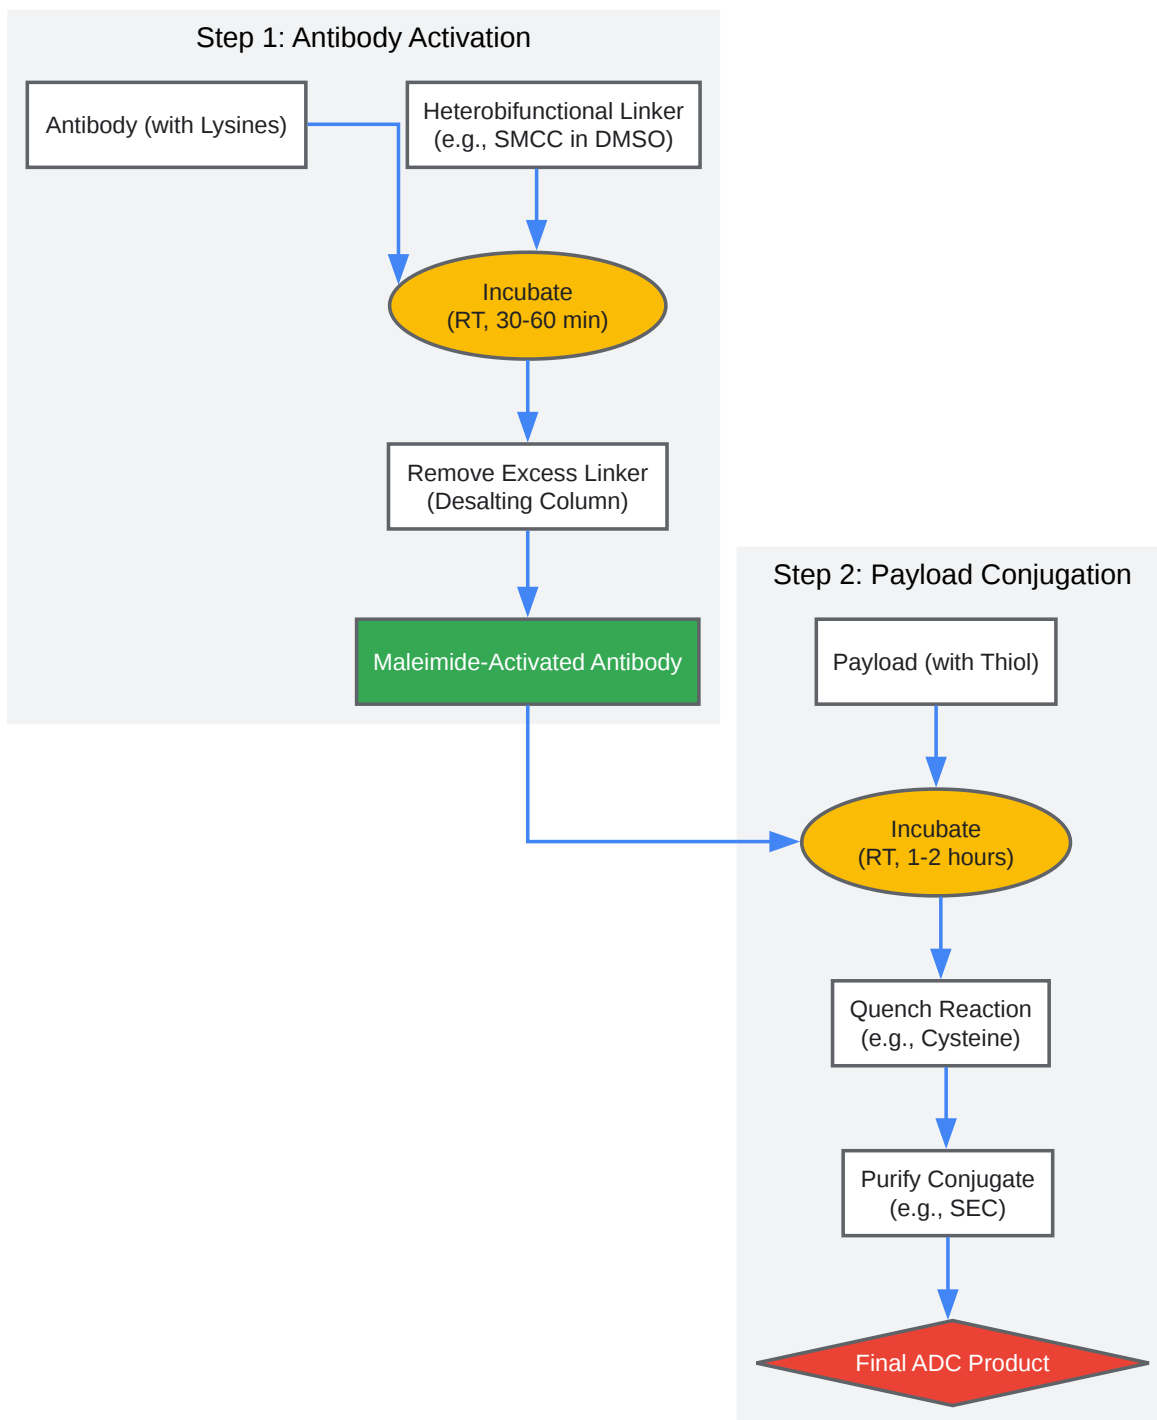 Step 1: Antibody Activation
Antibody (with Lysines)
Heterobifunctional Linker
(e.g., SMCC in DMSO)
Incubate
(RT, 30-60 min)
Remove Excess Linker
(Desalting Column)
Maleimide-Activated Antibody
Step 2: Payload Conjugation
Payload (with Thiol)
Incubate
(RT, 1-2 hours)
Quench Reaction
(e.g., Cysteine)
Purify Conjugate
(e.g., SEC)
Final ADC Product